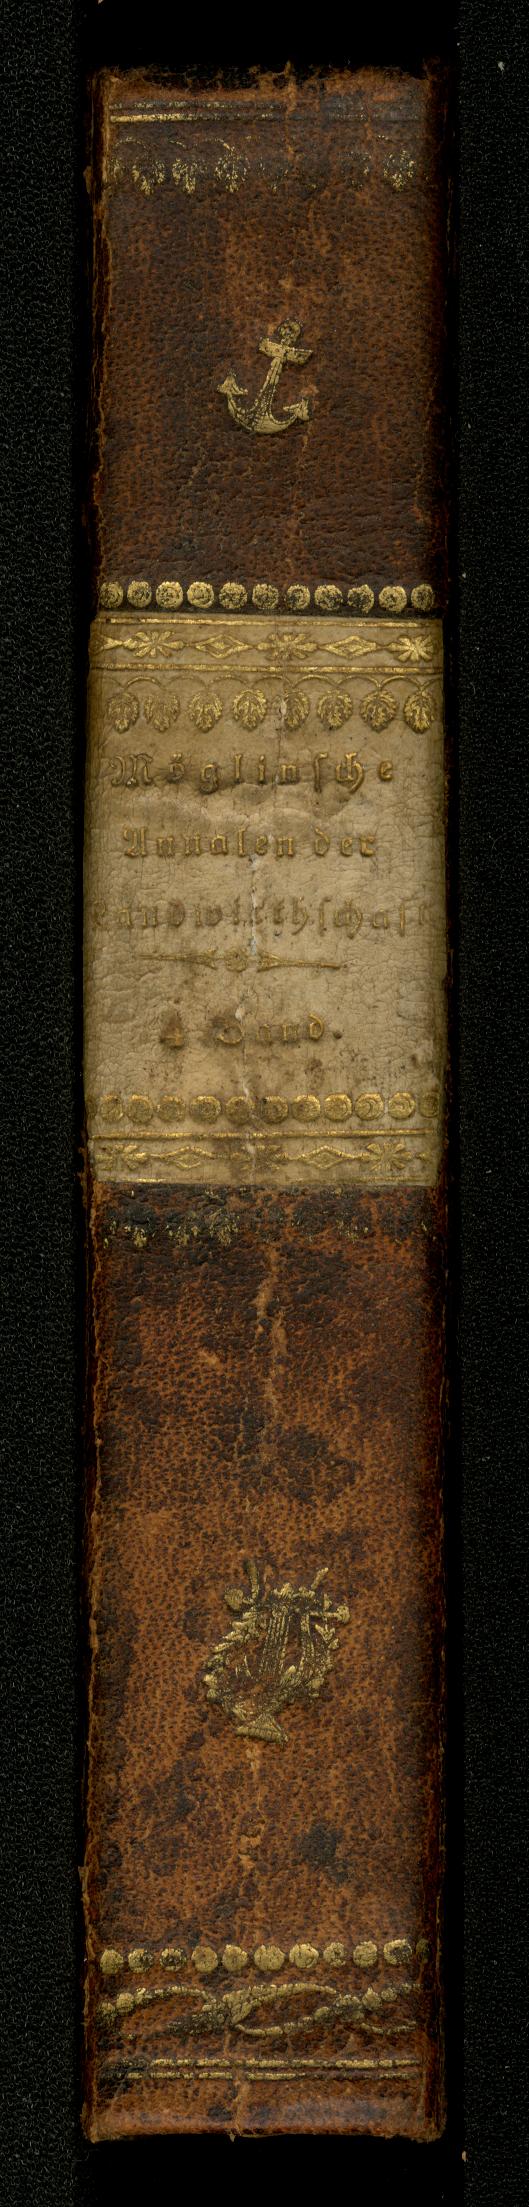 Möglinsche
Annalen der
Landwirthschaft
4 Band.